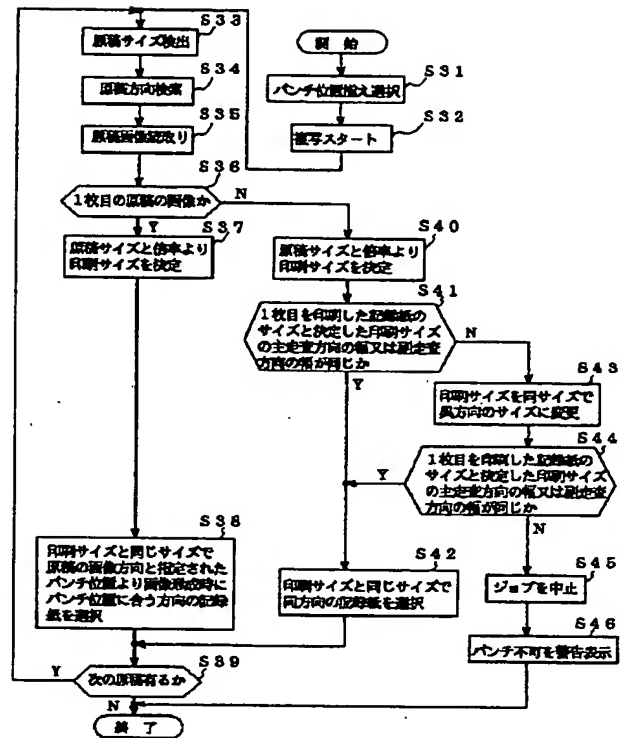 開始
S31
パンチ位置揃え選択
S32
複写スタート
S33
原稿サイズ検出
S34
原稿方向検索
S35
原稿画像読取り
S36
1枚目の原稿の画像か
Y
N
S37
原稿サイズと倍率より
印刷サイズを決定
S38
印刷サイズと同じサイズで
原稿の画像方向と指定された
パンチ位置より画像形成時に
パンチ位置に合う方向の記録
紙を選択
S39
次の原稿有るか
Y
N
終了
S40
原稿サイズと倍率より
印刷サイズを決定
S41
1枚目を印刷した記録紙の
サイズと決定した印刷サイズ
の主走査方向の幅又は副走査
方向の幅が同じか
Y
N
S42
印刷サイズと同じサイズで
同方向の記録紙を選択
S43
印刷サイズを同サイズで
異方向のサイズに変更
S44
1枚目を印刷した記録紙の
サイズと決定した印刷サイズ
の主走査方向の幅又は副走査
方向の幅が同じか
Y
N
S45
ジョブを中止
S46
パンチ不可を警告表示